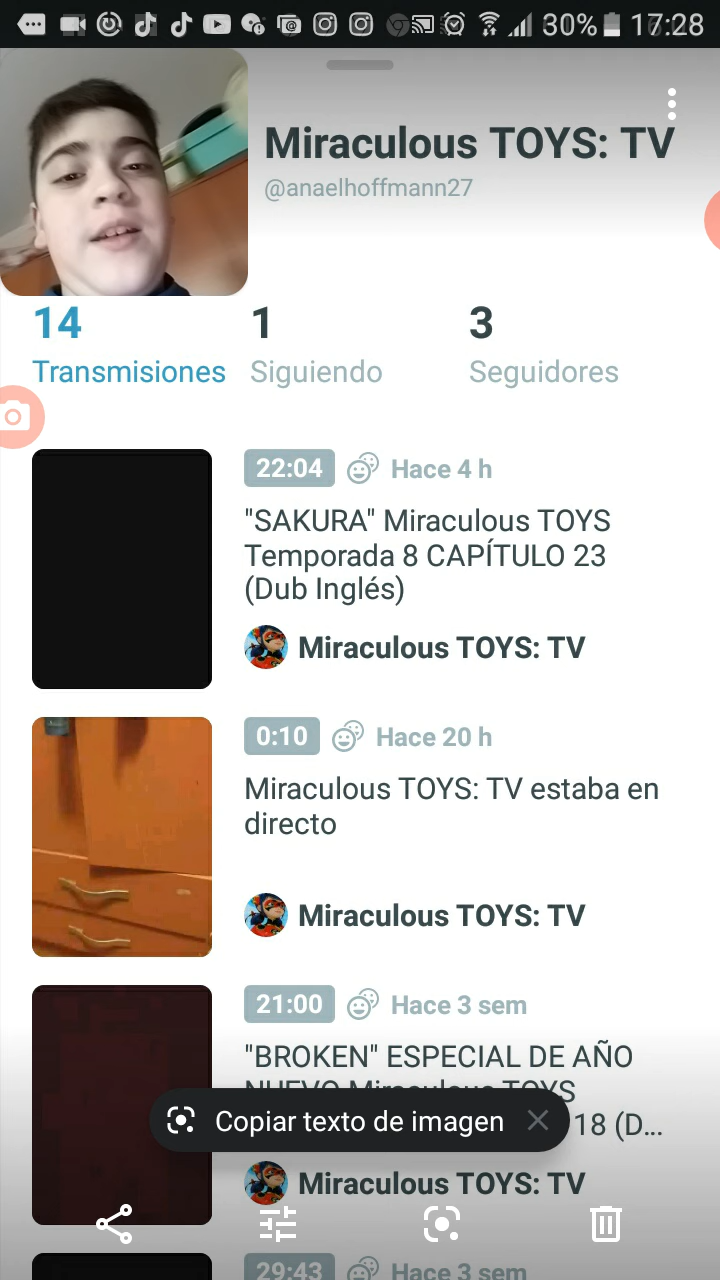 30% 17:28
Miraculous TOYS: TV
@anaelhoffmann27
14 1 3
Transmisiones Siguiendo Seguidores
22:04 Hace 4 h
"SAKURA" Miraculous TOYS
Temporada 8 CAPÍTULO 23
(Dub Inglés)
Miraculous TOYS: TV
0:10 Hace 20 h
Miraculous TOYS: TV estaba en
directo
Miraculous TOYS: TV
21:00 Hace 3 sem
"BROKEN" ESPECIAL DE AÑO
NUEVO Miraculous TOYS
18 (D...
Copiar texto de imagen
Miraculous TOYS: TV
29:43 Hace 3 sem